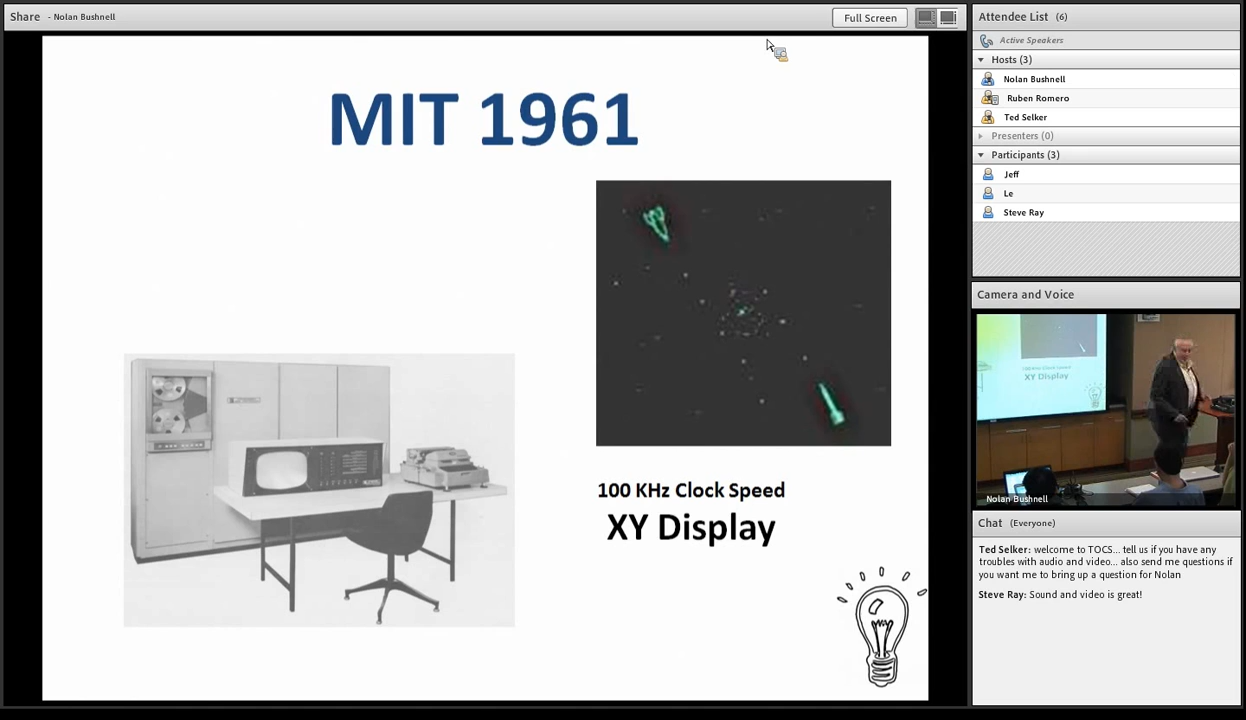 Share - Nolan Bushnell
Full Screen
MIT 1961
100 KHz Clock Speed
XY Display
Attendee List (6)
Active Speakers
Hosts (3)
Nolan Bushnell
Ruben Romero
Ted Selker
Presenters (0)
Participants (3)
Jeff
Le
Steve Ray
Camera and Voice
100 KHz Clock Speed
XY Display
Nolan Bushnell
Chat (Everyone)
Ted Selker: welcome to TOCS... tell us if you have any
troubles with audio and video... also send me questions if
you want me to bring up a question for Nolan
Steve Ray: Sound and video is great!